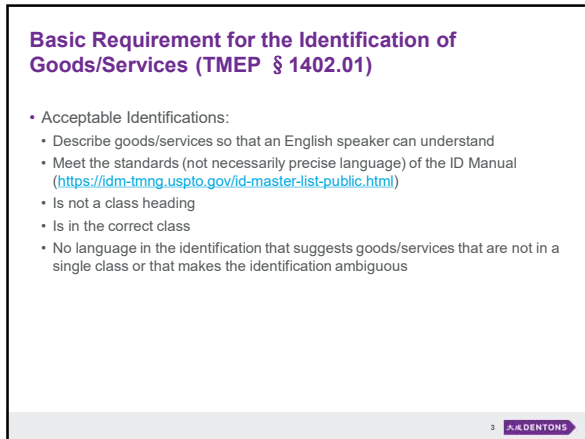 Basic Requirement for the Identification of
Goods/Services (TMEP § 1402.01)
• Acceptable Identifications:
• Describe goods/services so that an English speaker can understand
• Meet the standards (not necessarily precise language) of the ID Manual
(https://idm-tmng.uspto.gov/id-master-list-public.html)
• Is not a class heading
• Is in the correct class
• No language in the identification that suggests goods/services that are not in a
single class or that makes the identification ambiguous
3 大成 DENTONS